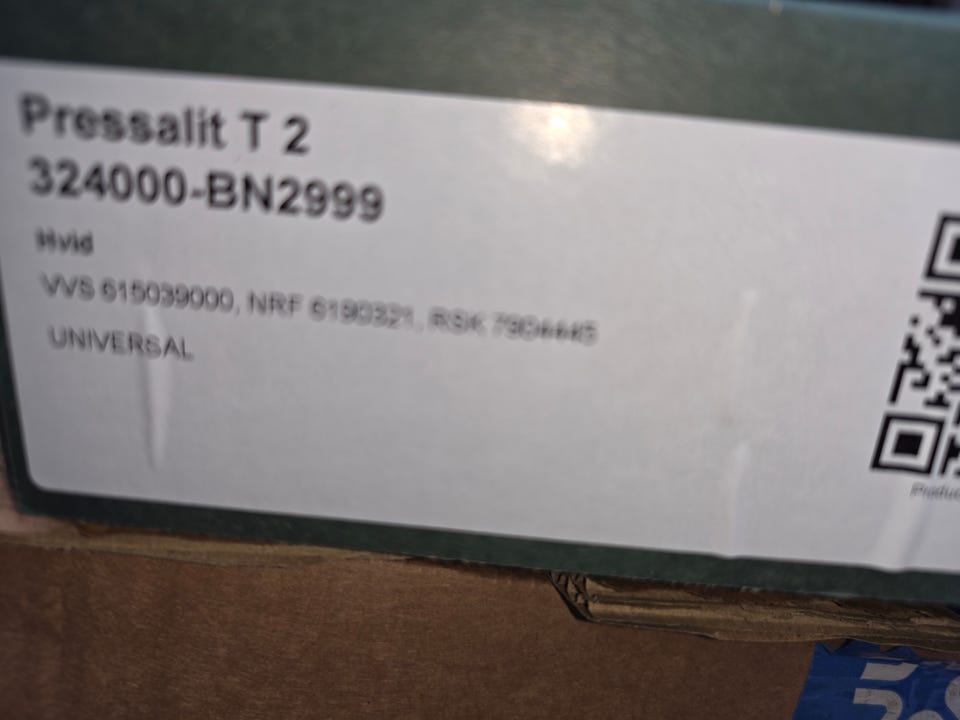 Pressalit T 2
324000-BN2999
Hvid
VVS 615039000, NRF 6190321, RSK 7904445
UNIVERSAL